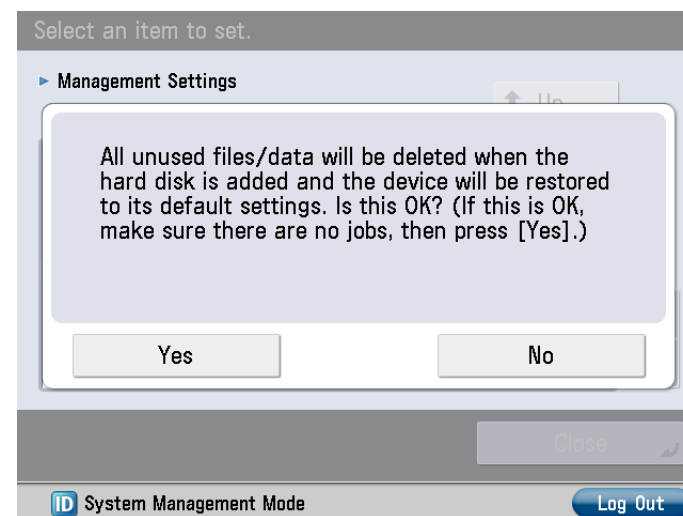 Select an item to set.
Management Settings
Up
All unused files/data will be deleted when the
hard disk is added and the device will be restored
to its default settings. Is this OK? (If this is OK,
make sure there are no jobs, then press [Yes].)
Yes
No
Close
ID System Management Mode
Log Out